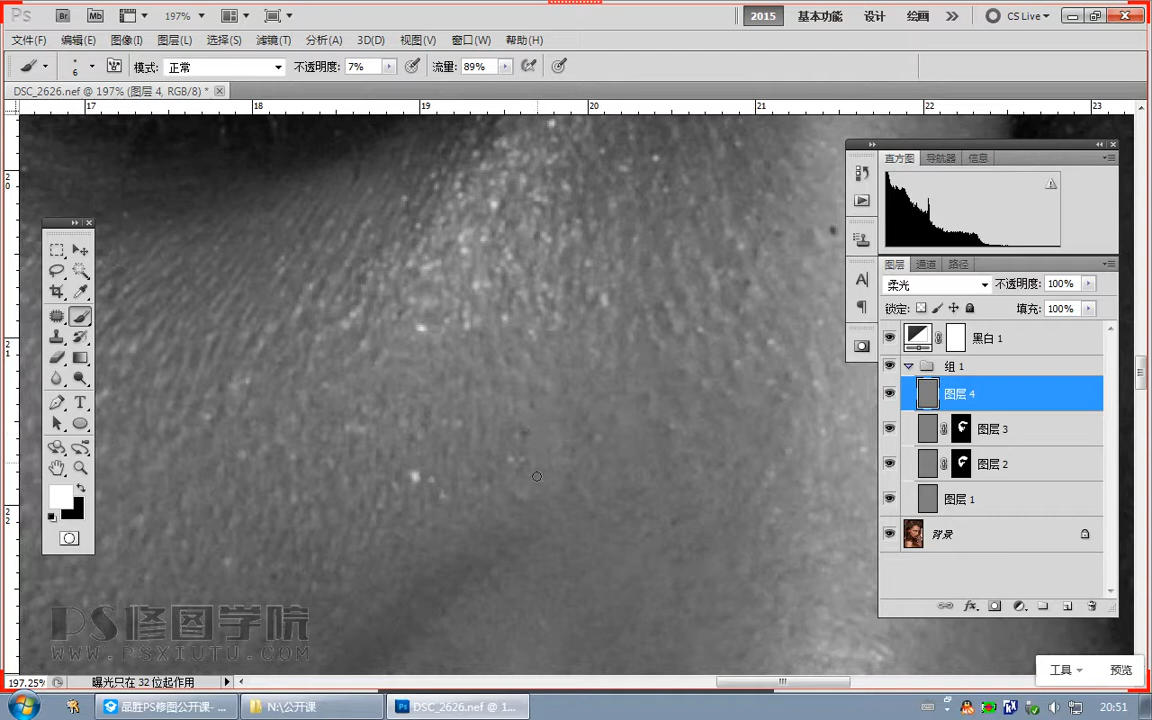 Ps Br Mb 197% 2015 基本功能 设计 绘画 CS Live
文件(F) 编辑(E) 图像(I) 图层(L) 选择(S) 滤镜(T) 分析(A) 3D(D) 视图(V) 窗口(W) 帮助(H)
6 模式: 正常 不透明度: 7% 流量: 89%
DSC_2626.nef @ 197% (图层 4, RGB/8) *
17 18 19 20 21 22 23
直方图 导航器 信息
20
21
22
图层 通道 路径
柔光 不透明度: 100%
锁定: 填充: 100%
黑白 1
组 1
图层 4
图层 3
图层 2
图层 1
背景
PS修图学院
WWW.PSXIUTU.COM
工具 预览
197.25% 曝光只在 32 位起作用
品胜PS修图公开课-... N:\公开课 DSC_2626.nef @ 1... 20:51